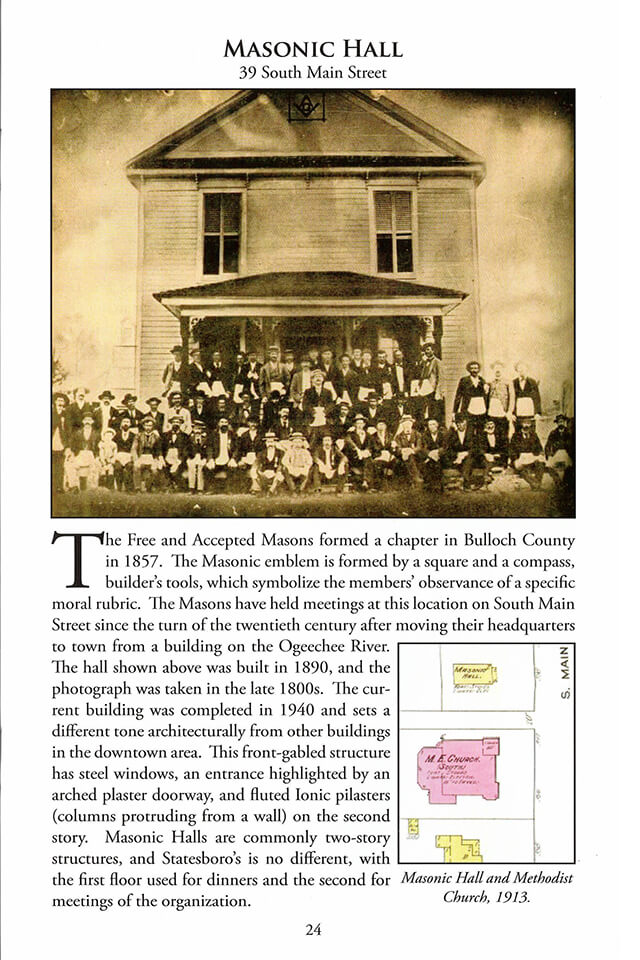 MASONIC HALL
39 South Main Street
The Free and Accepted Masons formed a chapter in Bulloch County
in 1857. The Masonic emblem is formed by a square and a compass,
builder's tools, which symbolize the members' observance of a specific
moral rubric. The Masons have held meetings at this location on South Main
Street since the turn of the twentieth century after moving their headquarters
to town from a building on the Ogeechee River.
The hall shown above was built in 1890, and the
photograph was taken in the late 1800s. The cur-
rent building was completed in 1940 and sets a
different tone architecturally from other buildings
in the downtown area. This front-gabled structure
has steel windows, an entrance highlighted by an
arched plaster doorway, and fluted Ionic pilasters
(columns protruding from a wall) on the second
story. Masonic Halls are commonly two-story
structures, and Statesboro's is no different, with
the first floor used for dinners and the second for
meetings of the organization.
MASONIC
HALL.
S. MAIN
M. E. CHURCH.
(SOUTH)
Masonic Hall and Methodist
Church, 1913.
24